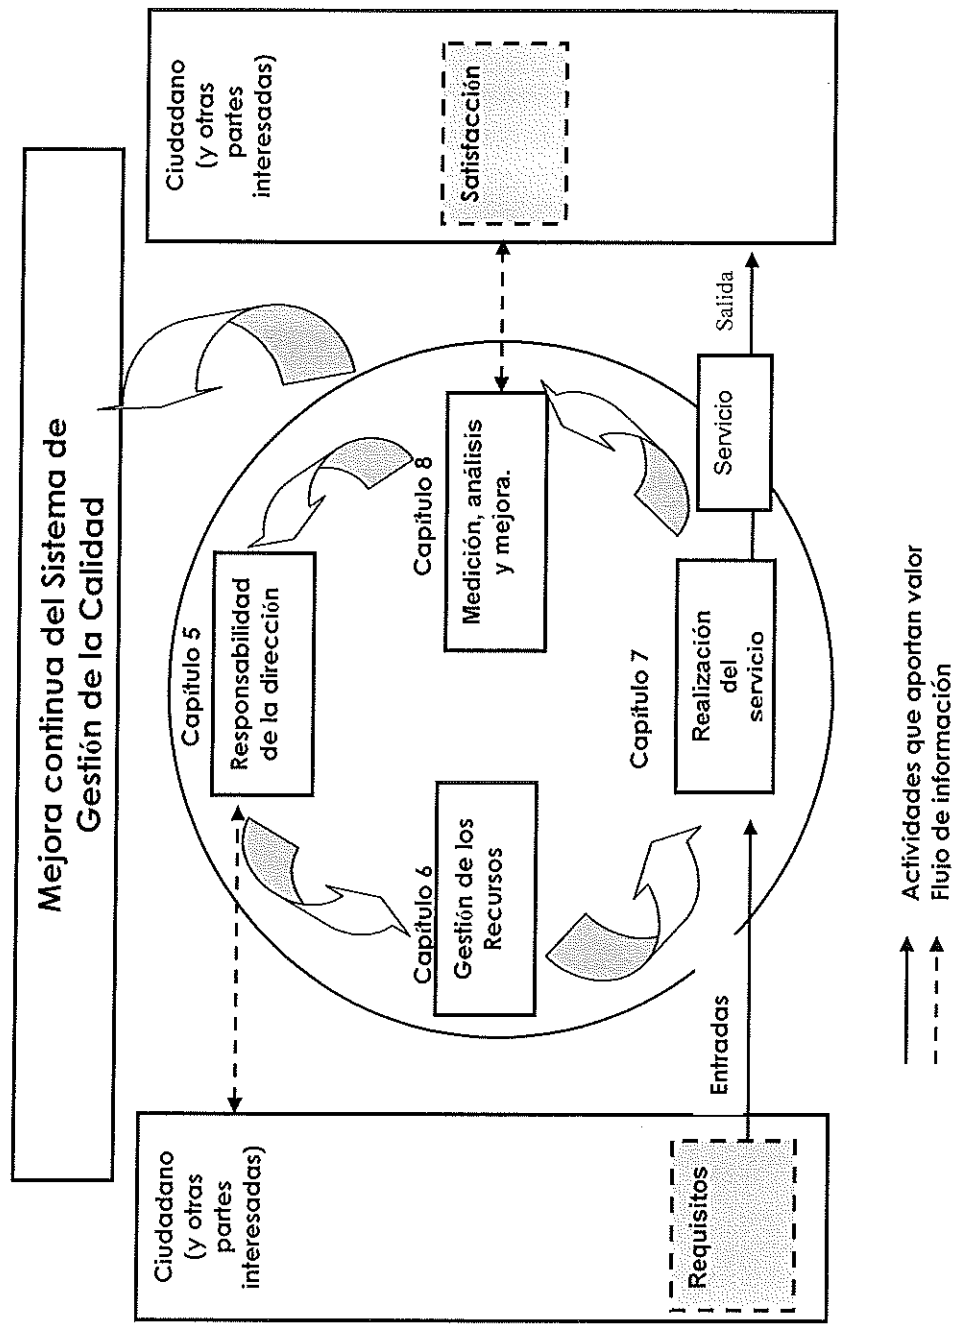 Mejora continua del Sistema de
Gestión de la Calidad
Ciudadano
(y otras
partes
interesadas)
Capítulo 5
Responsabilidad
de la dirección
Ciudadano
(y otras
partes
interesadas)
Capítulo 6
Gestión de los
Recursos
Capítulo 8
Medición, análisis
y mejora.
Satisfacción
Capítulo 7
Realización
del
servicio
Requisitos
Entradas
Servicio
Salida
Actividades que aportan valor
Flujo de información